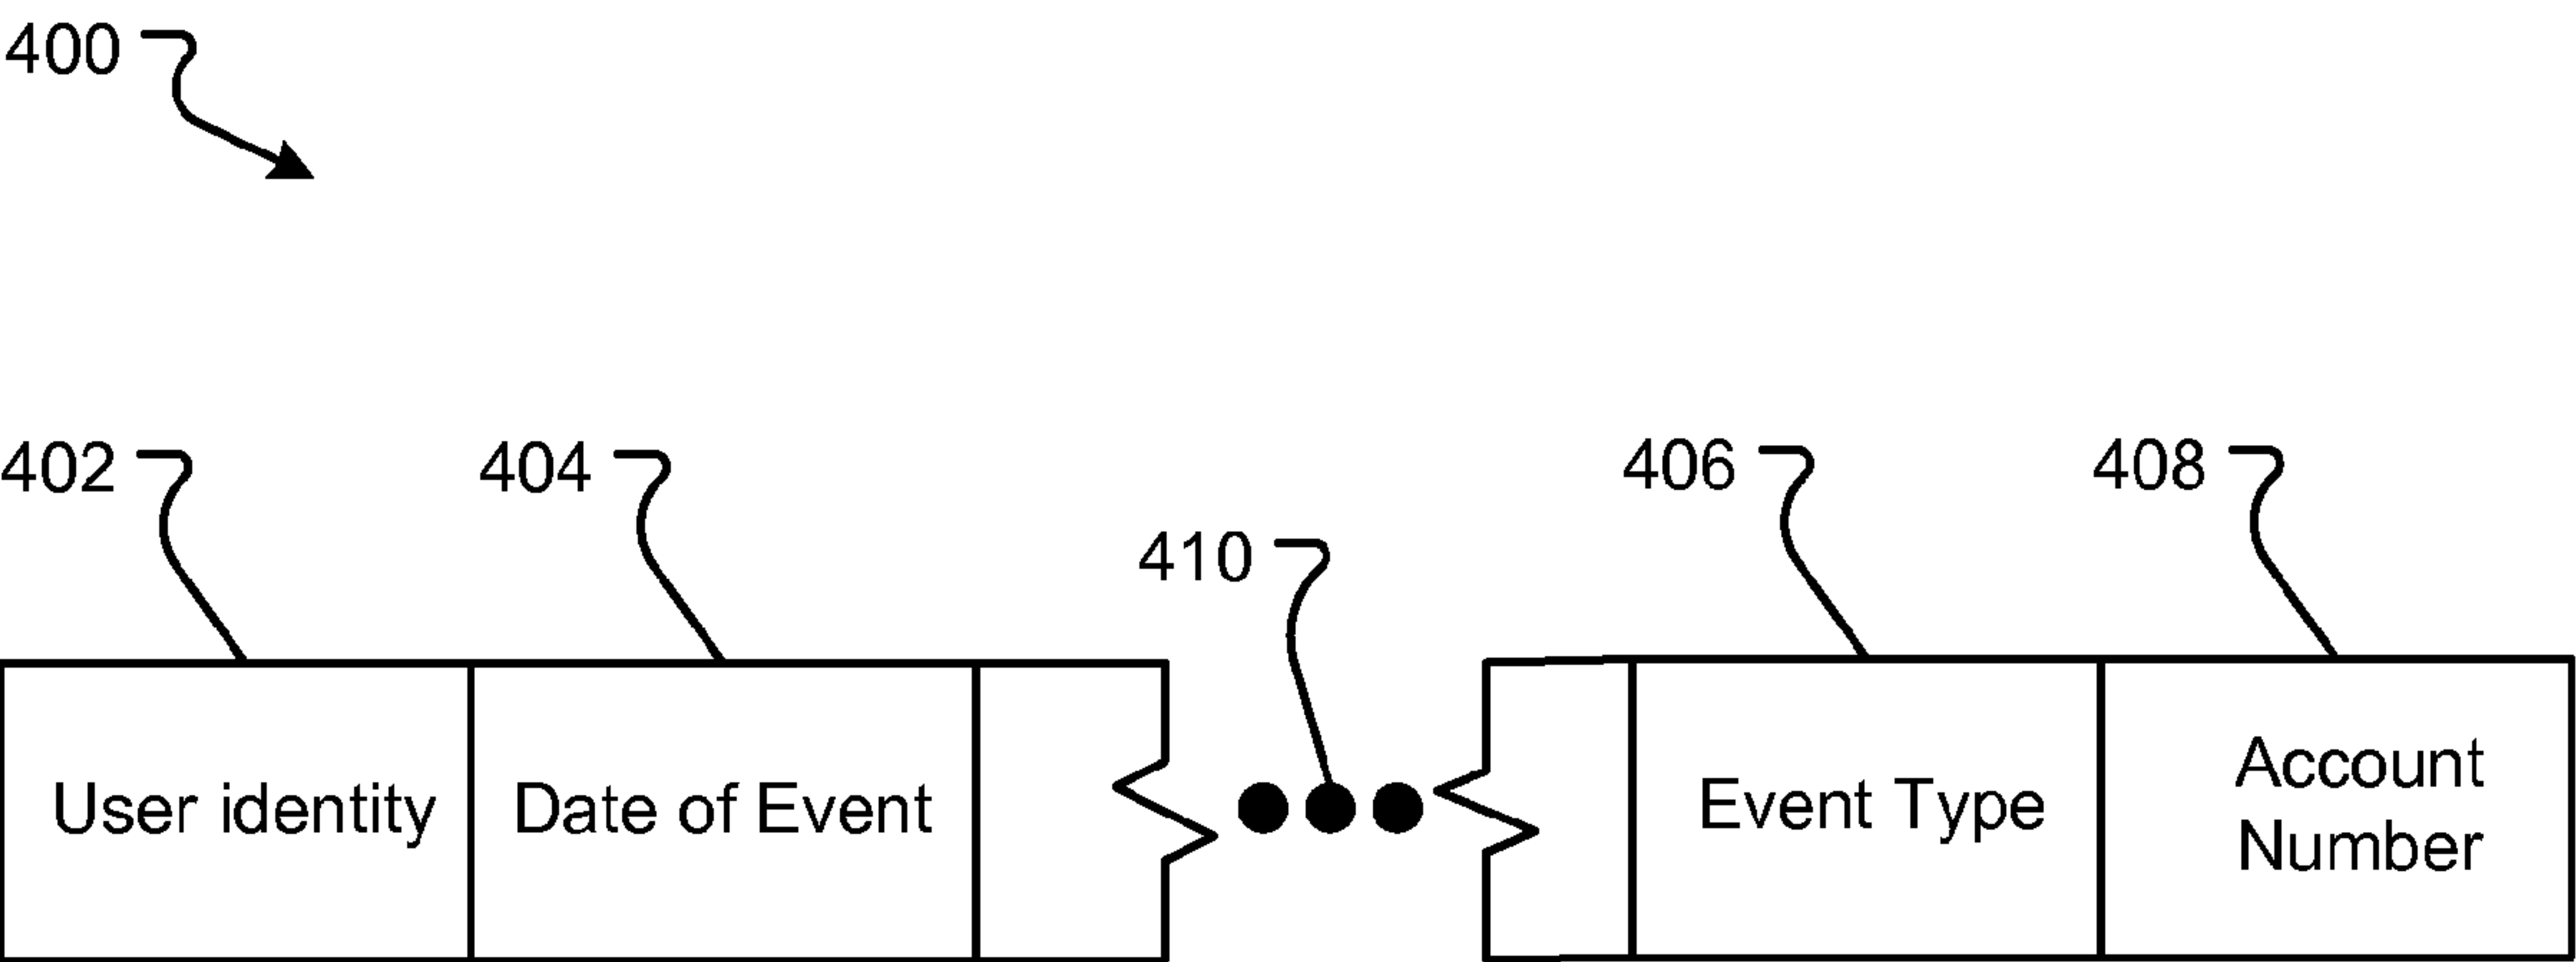 400
402
404
406
408
410
User identity
Date of Event
Event Type
Account
Number